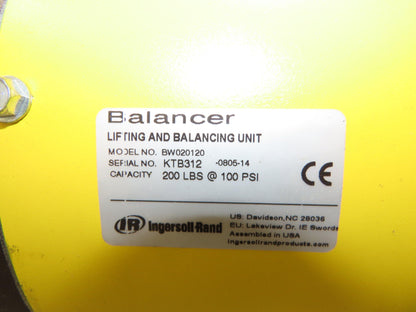 Balancer
LIFTING AND BALANCING UNIT
MODEL NO. BW020120
SERIAL NO. KTB312 -0805-14
CAPACITY 200 LBS @ 100 PSI
CE
IR Ingersoll-Rand
US: Davidson, NC 28036
EU: Lakeview Dr. IE Swords
Assembled in USA
ingersollrandproducts.com